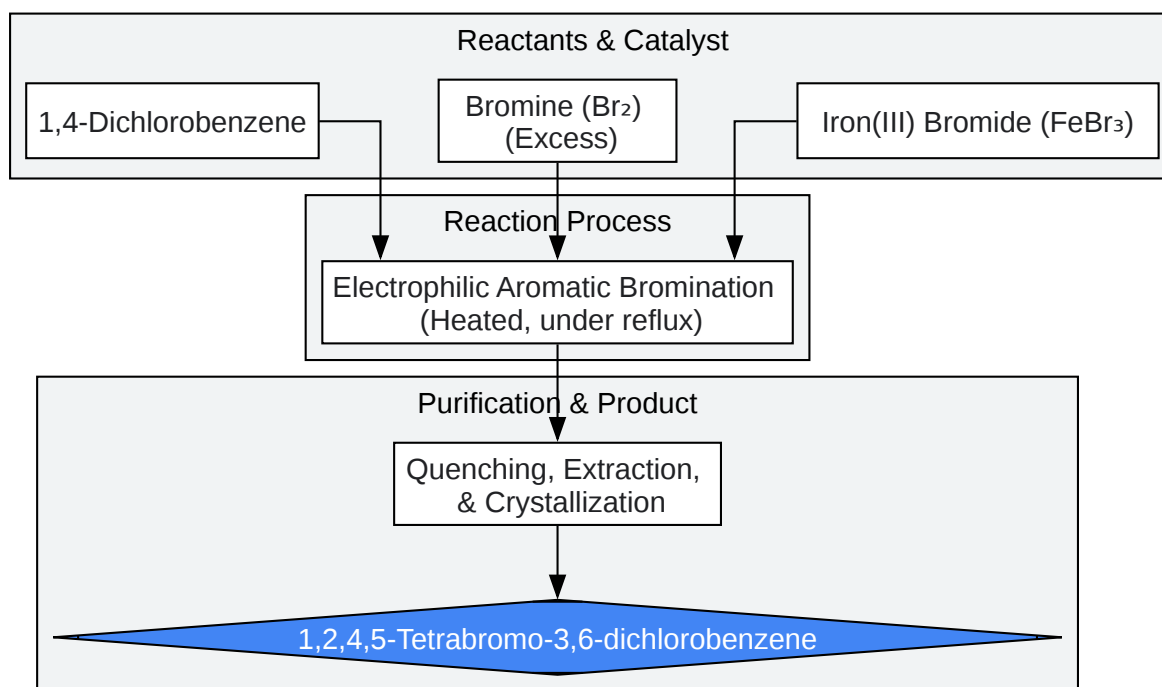 Reactants & Catalyst
1,4-Dichlorobenzene
Bromine (Br₂)
(Excess)
Iron(III) Bromide (FeBr₃)
Reaction Process
Electrophilic Aromatic Bromination
(Heated, under reflux)
Purification & Product
Quenching, Extraction,
& Crystallization
1,2,4,5-Tetrabromo-3,6-dichlorobenzene